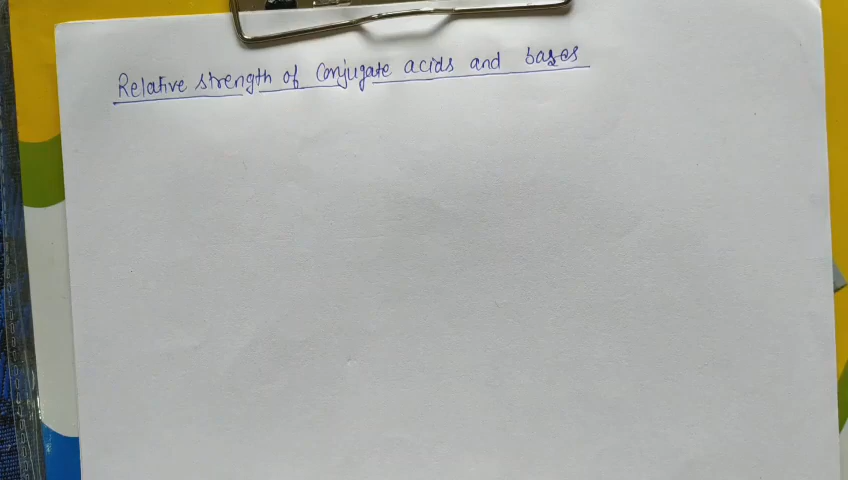 Relative strength of Conjugate acids and bases